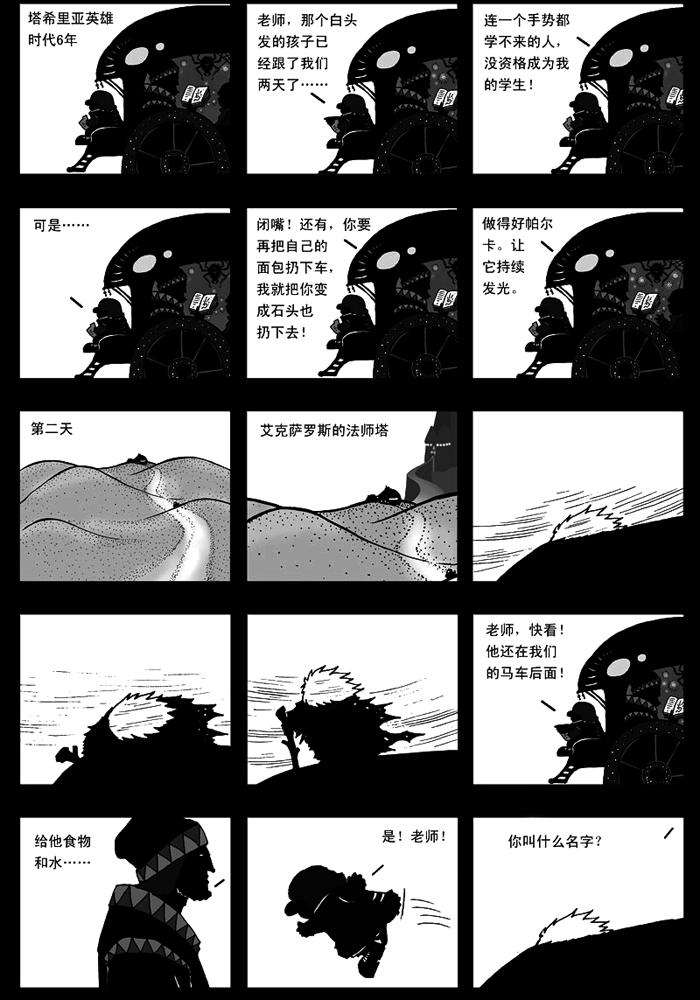 塔希里亚英雄
时代6年
老师，那个白头
发的孩子已
经跟了我们
两天了……
连一个手势都
学不来的人，
没资格成为我
的学生！
可是……
闭嘴！还有，你要
再把自己的
面包扔下车，
我就把你变
成石头也
扔下去！
做得好帕尔
卡。让
它持续
发光。
第二天
艾克萨罗斯的法师塔
老师，快看！
他还在我们
的马车后面！
给他食物
和水……
是！老师！
你叫什么名字？